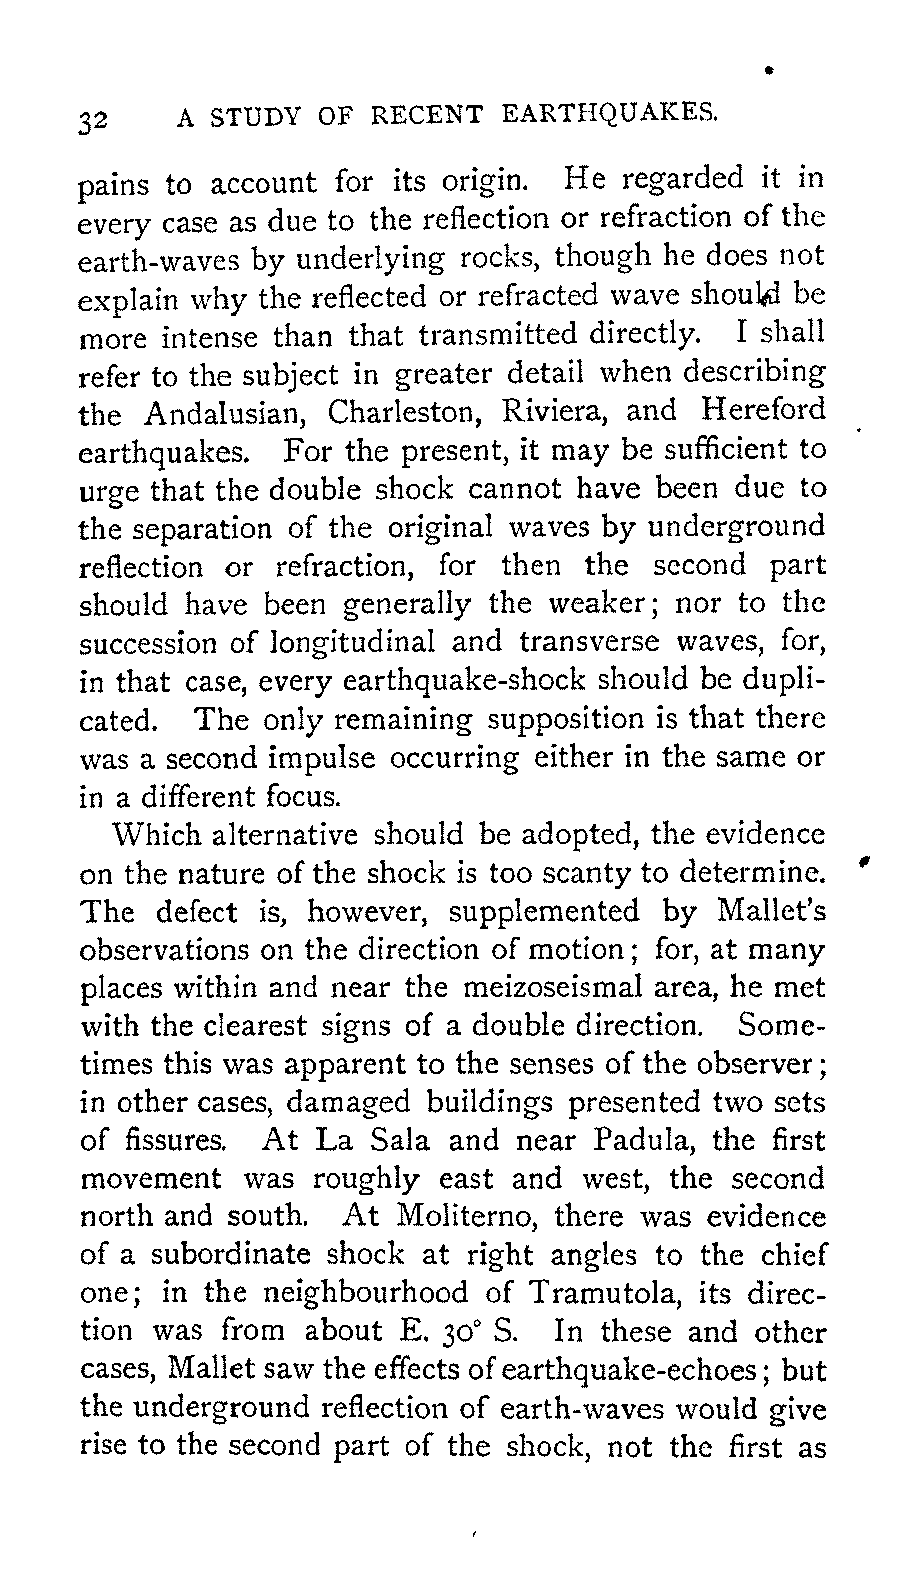 32 A STUDY OF RECENT EARTHQUAKES.
pains to account for its origin. He regarded it in
every case as due to the reflection or refraction of the
earth-waves by underlying rocks, though he does not
explain why the reflected or refracted wave should be
more intense than that transmitted directly. I shall
refer to the subject in greater detail when describing
the Andalusian, Charleston, Riviera, and Hereford
earthquakes. For the present, it may be sufficient to
urge that the double shock cannot have been due to
the separation of the original waves by underground
reflection or refraction, for then the second part
should have been generally the weaker; nor to the
succession of longitudinal and transverse waves, for,
in that case, every earthquake-shock should be dupli-
cated. The only remaining supposition is that there
was a second impulse occurring either in the same or
in a different focus.
Which alternative should be adopted, the evidence
on the nature of the shock is too scanty to determine.
The defect is, however, supplemented by Mallet's
observations on the direction of motion; for, at many
places within and near the meizoseismal area, he met
with the clearest signs of a double direction. Some-
times this was apparent to the senses of the observer;
in other cases, damaged buildings presented two sets
of fissures. At La Sala and near Padula, the first
movement was roughly east and west, the second
north and south. At Moliterno, there was evidence
of a subordinate shock at right angles to the chief
one; in the neighbourhood of Tramutola, its direc-
tion was from about E. 30° S. In these and other
cases, Mallet saw the effects of earthquake-echoes; but
the underground reflection of earth-waves would give
rise to the second part of the shock, not the first as